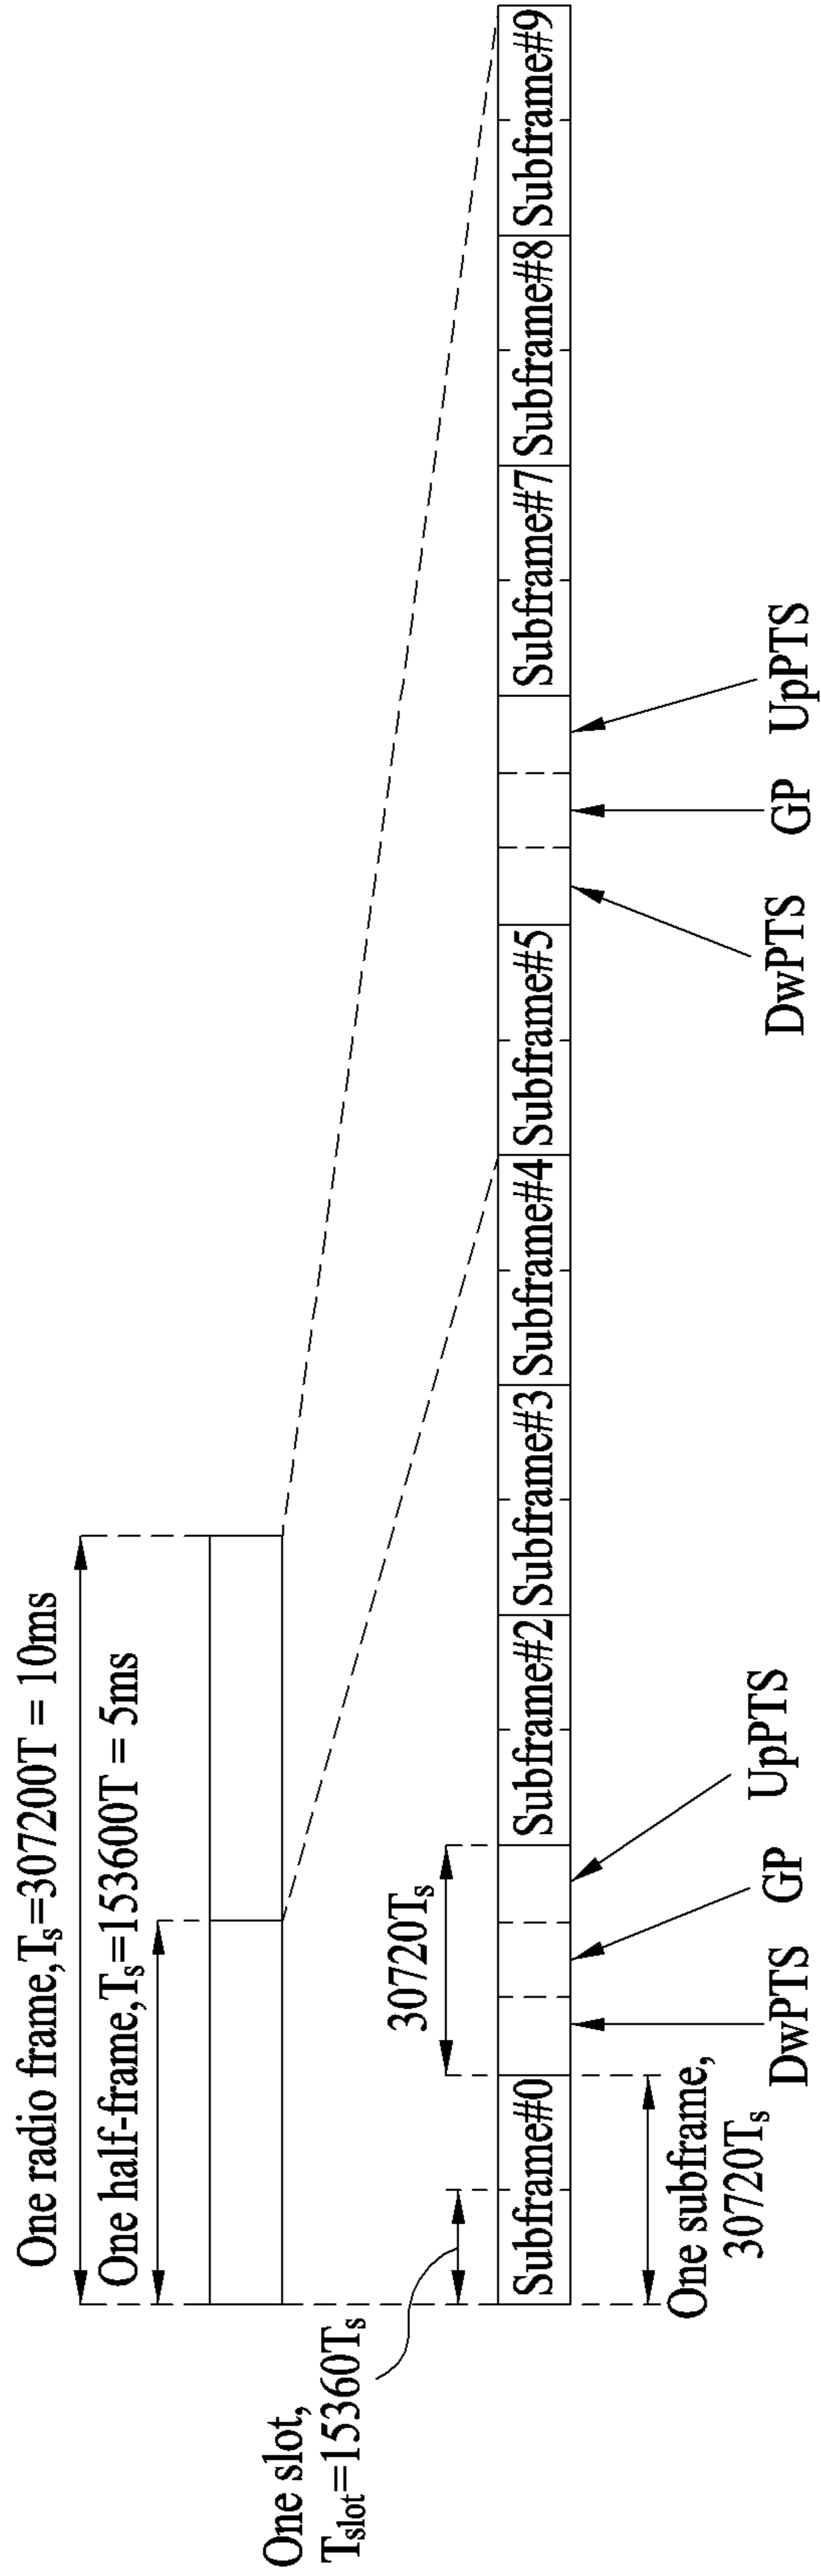 One radio frame,Ts=307200T = 10ms
One half-frame,Ts=153600T = 5ms
One slot,
Tslot=15360Ts
30720Ts
Subframe#0
Subframe#2
Subframe#3
Subframe#4
Subframe#5
Subframe#7
Subframe#8
Subframe#9
One subframe,
30720Ts
DwPTS
GP
UpPTS
DwPTS
GP
UpPTS